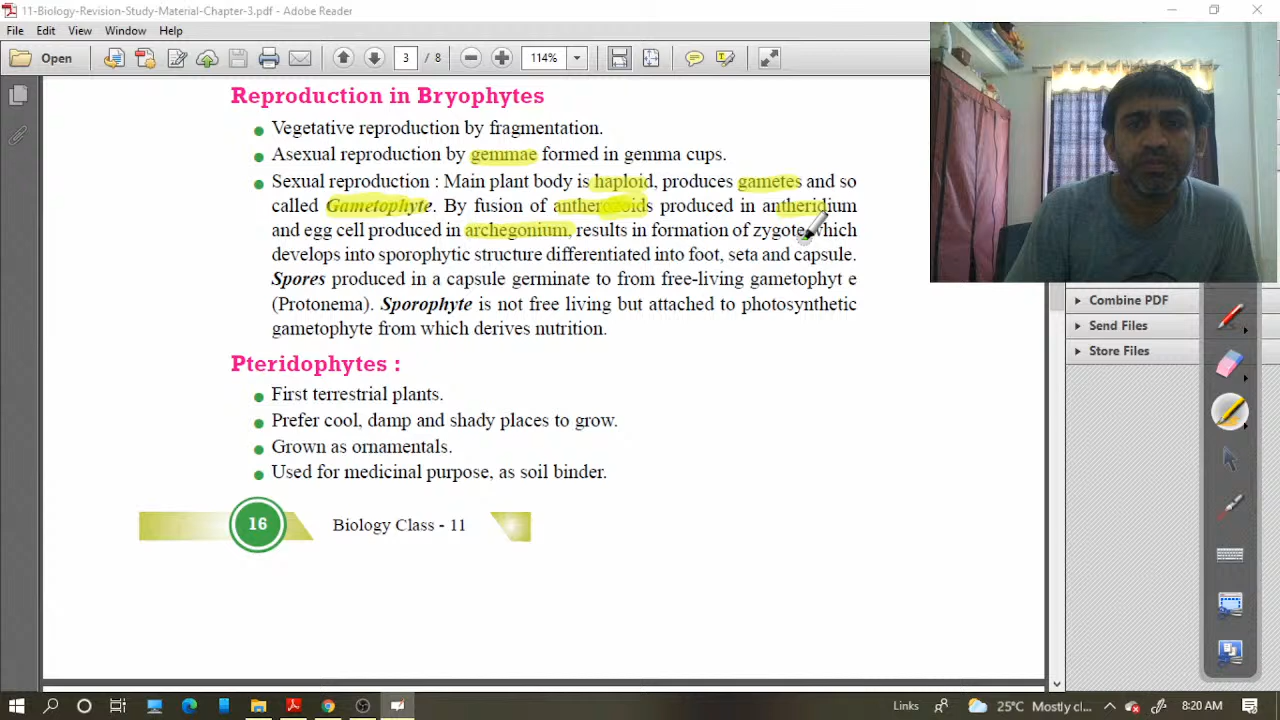 11-Biology-Revision-Study-Material-Chapter-3.pdf - Adobe Reader
File Edit View Window Help
Open 3 / 8 114%
Reproduction in Bryophytes
Vegetative reproduction by fragmentation.
Asexual reproduction by gemmae formed in gemma cups.
Sexual reproduction : Main plant body is haploid, produces gametes and so
called Gametophyte. By fusion of antherozoids produced in antheridium
and egg cell produced in archegonium, results in formation of zygote which
develops into sporophytic structure differentiated into foot, seta and capsule.
Spores produced in a capsule germinate to from free-living gametophyt e
(Protonema). Sporophyte is not free living but attached to photosynthetic
gametophyte from which derives nutrition.
Pteridophytes :
First terrestrial plants.
Prefer cool, damp and shady places to grow.
Grown as ornamentals.
Used for medicinal purpose, as soil binder.
16 Biology Class - 11
Combine PDF
Send Files
Store Files
Links 25°C Mostly cl... 8:20 AM